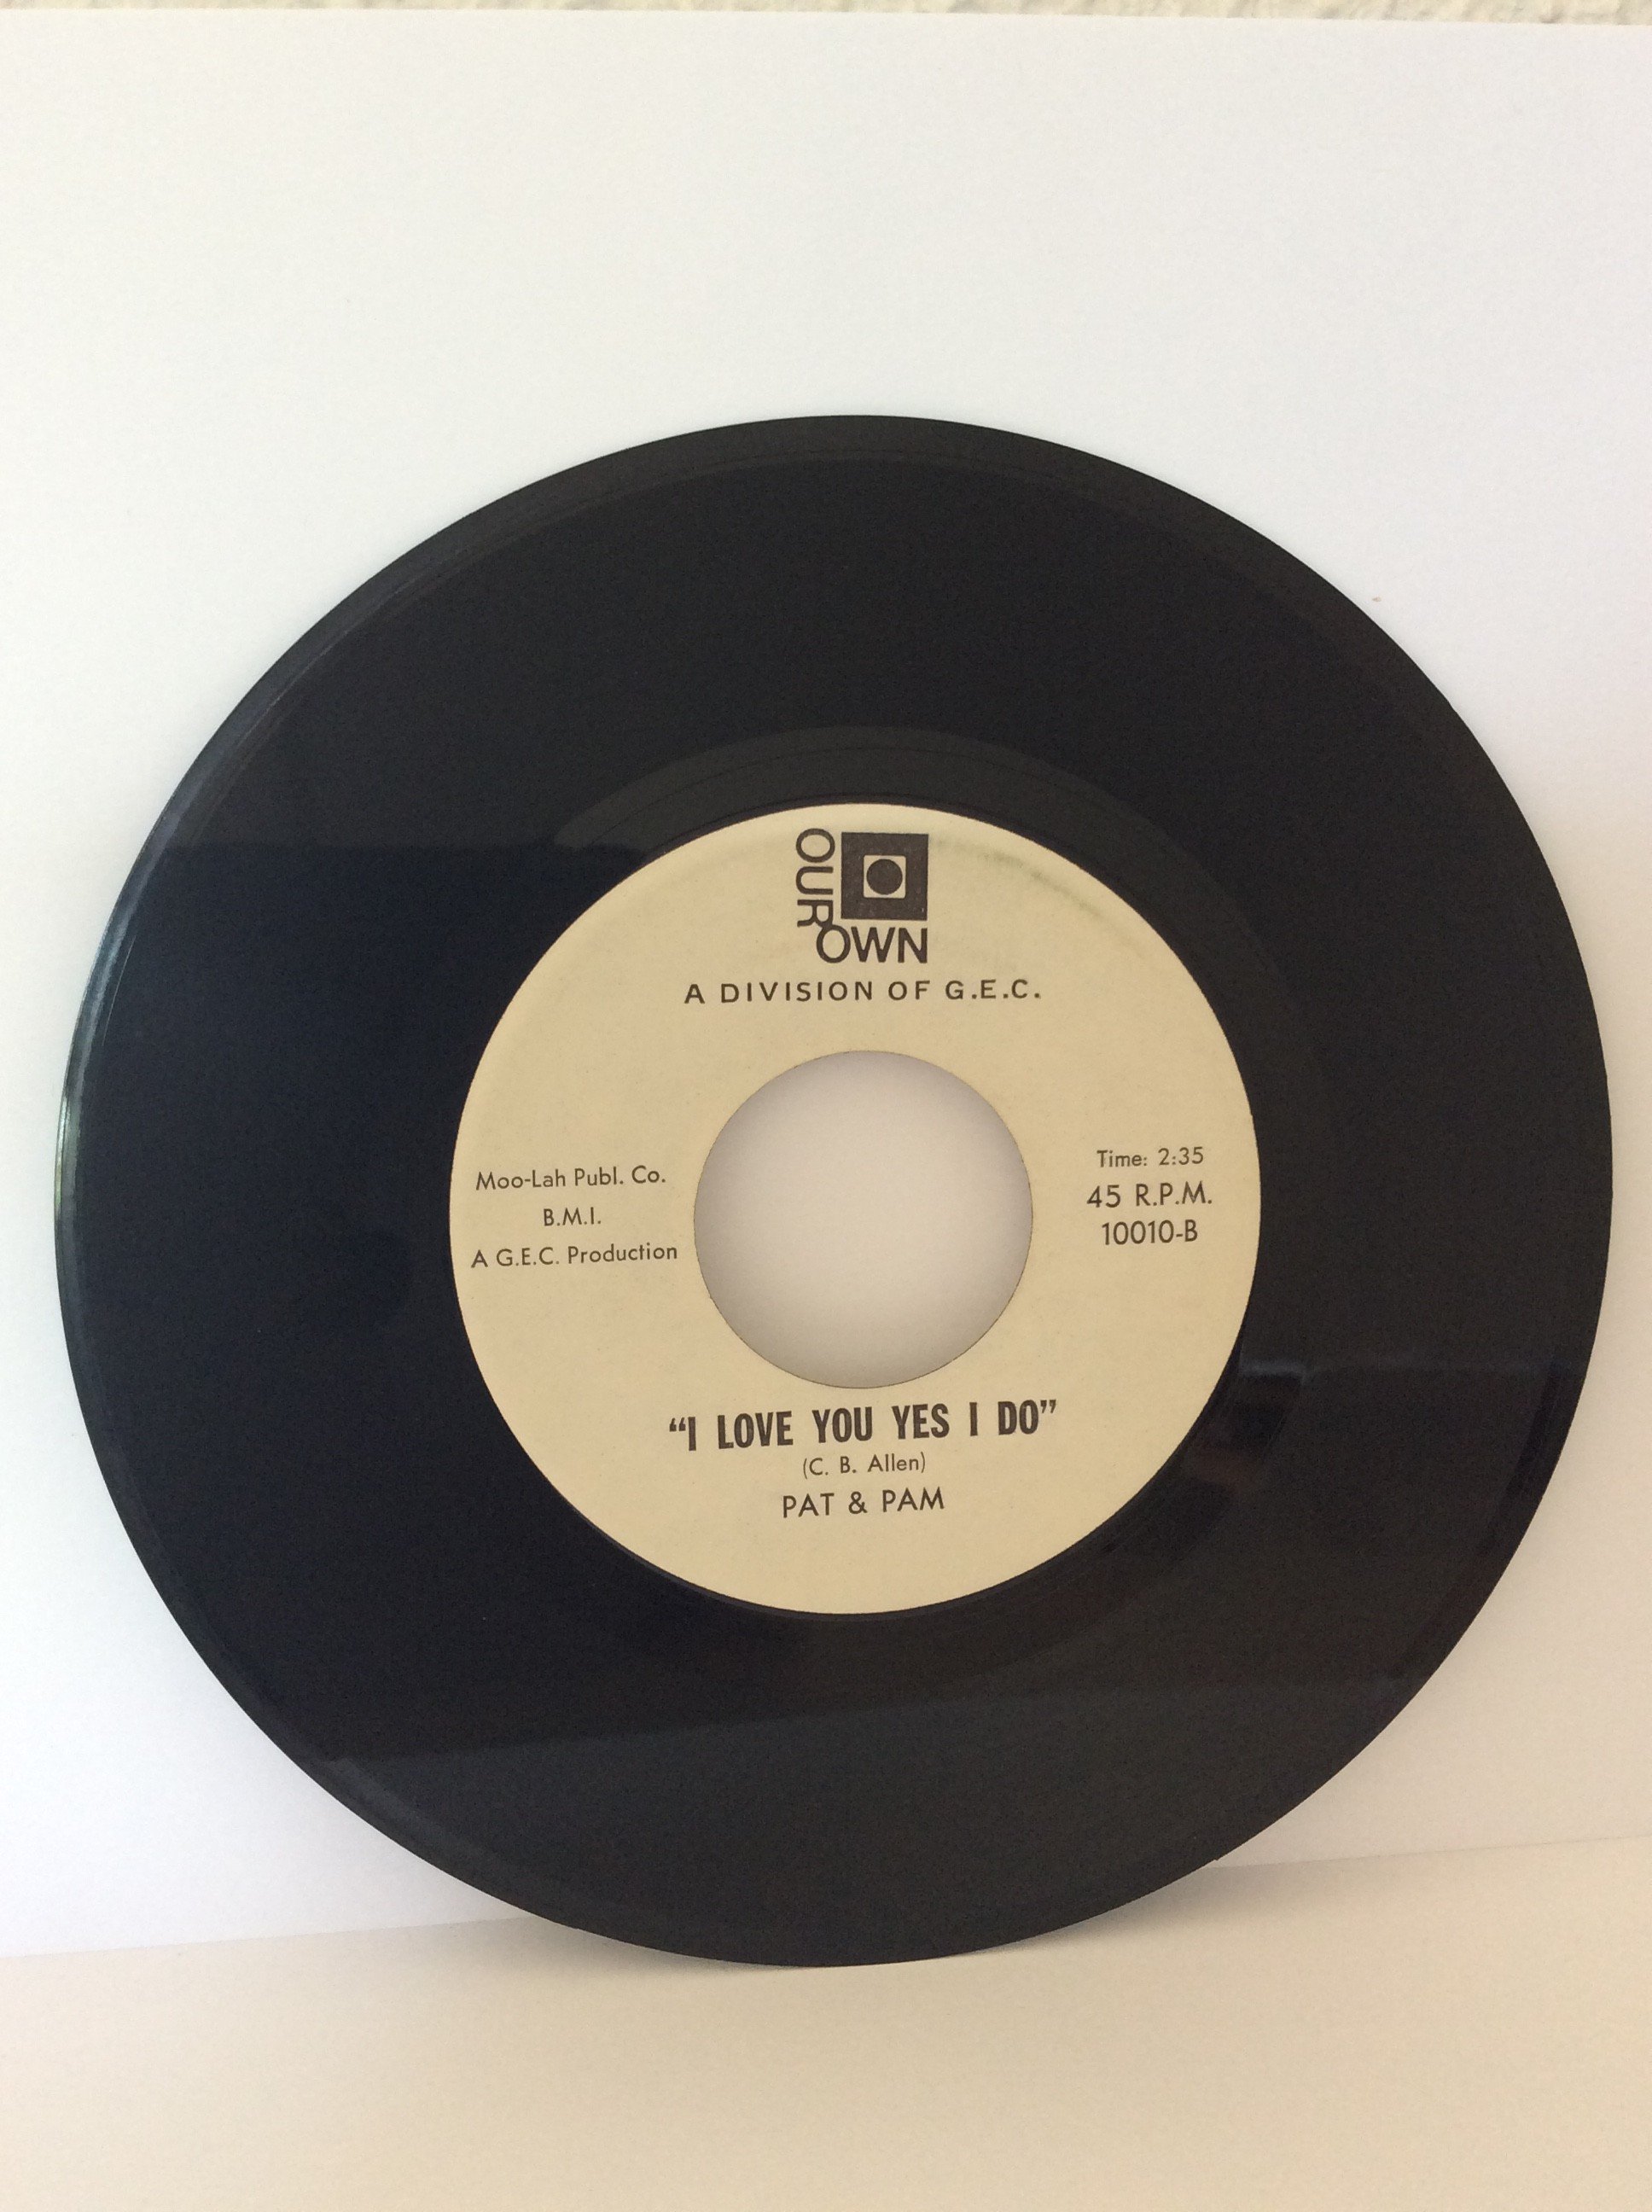 OUR
OWN
A DIVISION OF G.E.C.
Moo-Lah Publ. Co.
B.M.I.
A G.E.C. Production
Time: 2:35
45 R.P.M.
10010-B
“I LOVE YOU YES I DO”
(C. B. Allen)
PAT & PAM